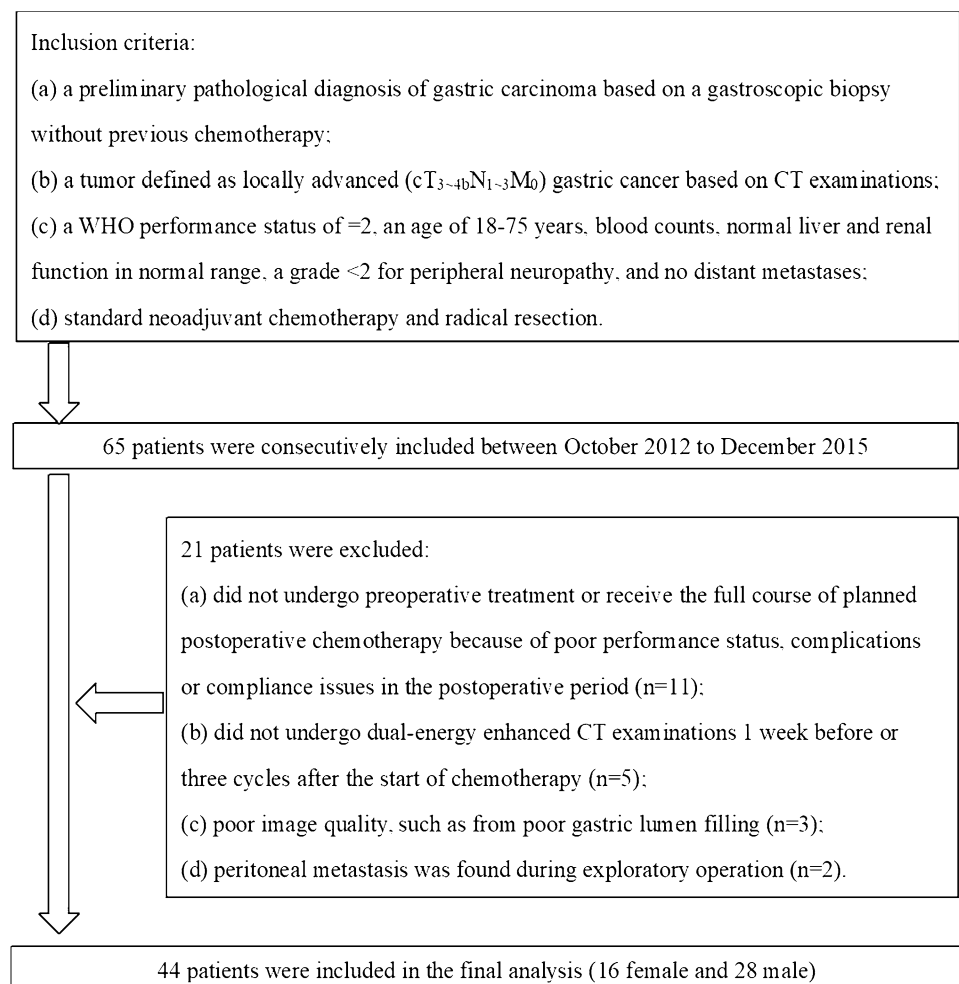 Inclusion criteria:
(a) a preliminary pathological diagnosis of gastric carcinoma based on a gastroscopic biopsy
without previous chemotherapy;
(b) a tumor defined as locally advanced (cT3~4bN1~3M0) gastric cancer based on CT examinations;
(c) a WHO performance status of =2, an age of 18-75 years, blood counts, normal liver and renal
function in normal range, a grade <2 for peripheral neuropathy, and no distant metastases;
(d) standard neoadjuvant chemotherapy and radical resection.
65 patients were consecutively included between October 2012 to December 2015
21 patients were excluded:
(a) did not undergo preoperative treatment or receive the full course of planned
postoperative chemotherapy because of poor performance status, complications
or compliance issues in the postoperative period (n=11);
(b) did not undergo dual-energy enhanced CT examinations 1 week before or
three cycles after the start of chemotherapy (n=5);
(c) poor image quality, such as from poor gastric lumen filling (n=3);
(d) peritoneal metastasis was found during exploratory operation (n=2).
44 patients were included in the final analysis (16 female and 28 male)